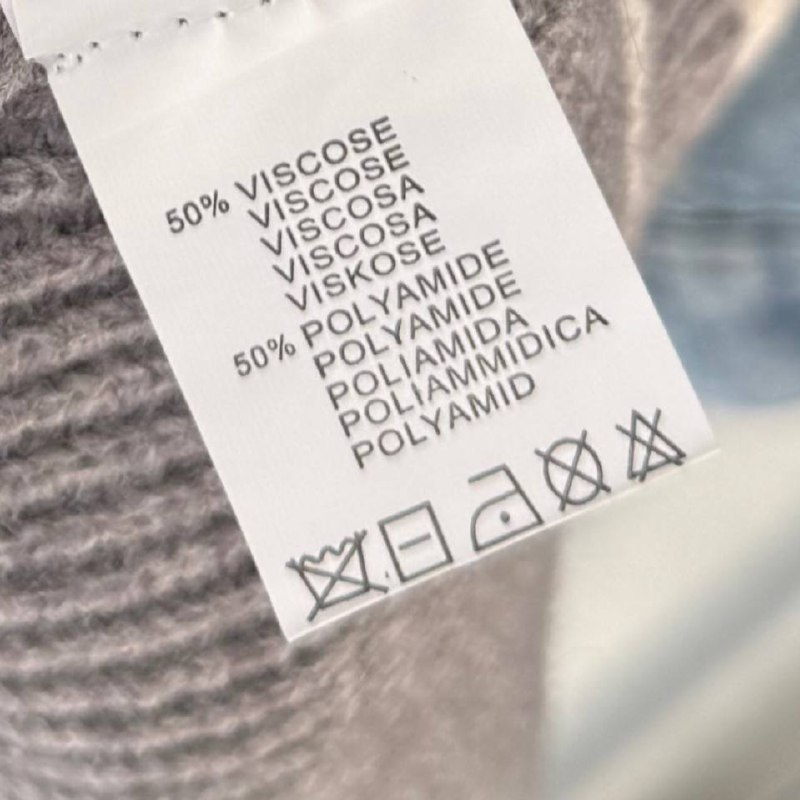 50% VISCOSE
VISCOSE
VISCOSA
VISCOSA
VISKOSE
50% POLYAMIDE
POLYAMIDE
POLIAMIDA
POLIAMMIDICA
POLYAMID